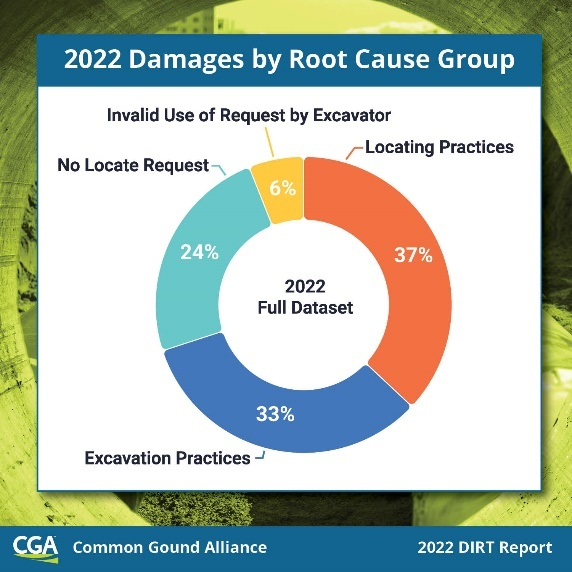 2022 Damages by Root Cause Group
Invalid Use of Request by Excavator
Locating Practices
No Locate Request
6%
24%
37%
2022
Full Dataset
33%
Excavation Practices
CGA
Common Gound Alliance
2022 DIRT Report